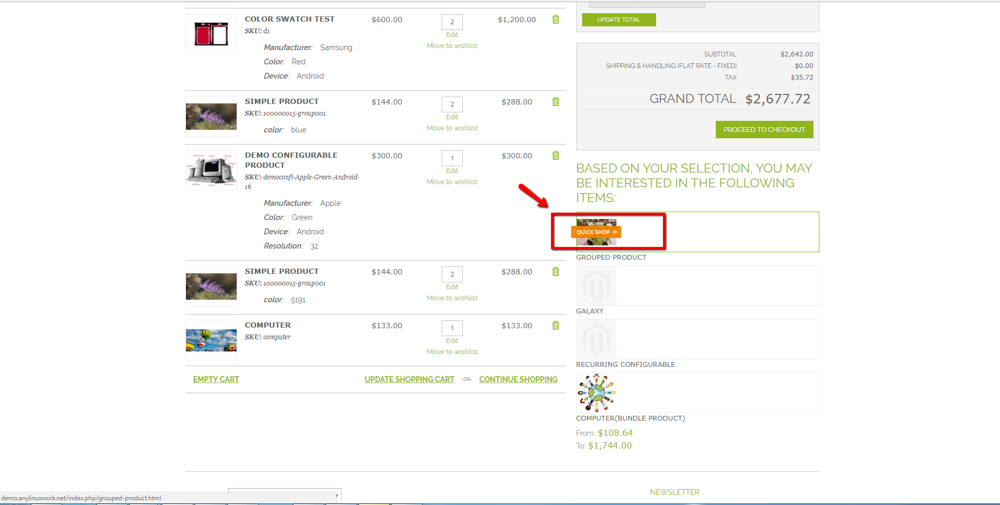 COLOR SWATCH TEST $600.00 2 $1,200.00
SKU: d1
Edit
Move to wishlist
Manufacturer: Samsung
Color: Red
Device: Android
SIMPLE PRODUCT $144.00 2 $288.00
SKU: 100000015-group001
Edit
Move to wishlist
color: blue
DEMO CONFIGURABLE
PRODUCT
$300.00 1 $300.00
SKU: democonfi-Apple-Green-Android-
16
Edit
Move to wishlist
Manufacturer: Apple
Color: Green
Device: Android
Resolution: 32
SIMPLE PRODUCT $144.00 2 $288.00
SKU: 100000015-group001
Edit
Move to wishlist
color: 5191
COMPUTER $133.00 1 $133.00
SKU: computer
Edit
Move to wishlist
EMPTY CART UPDATE SHOPPING CART -OR- CONTINUE SHOPPING
UPDATE TOTAL
SUBTOTAL $2,642.00
SHIPPING & HANDLING (FLAT RATE - FIXED) $0.00
TAX $35.72
GRAND TOTAL $2,677.72
PROCEED TO CHECKOUT
BASED ON YOUR SELECTION, YOU MAY
BE INTERESTED IN THE FOLLOWING
ITEMS:
QUICK SHOP »
GROUPED PRODUCT
GALAXY
RECURRING CONFIGURABLE
COMPUTER(BUNDLE PRODUCT)
From: $108.64
To: $1,744.00
NEWSLETTER
demo.anylinuxwork.net/index.php/grouped-product.html